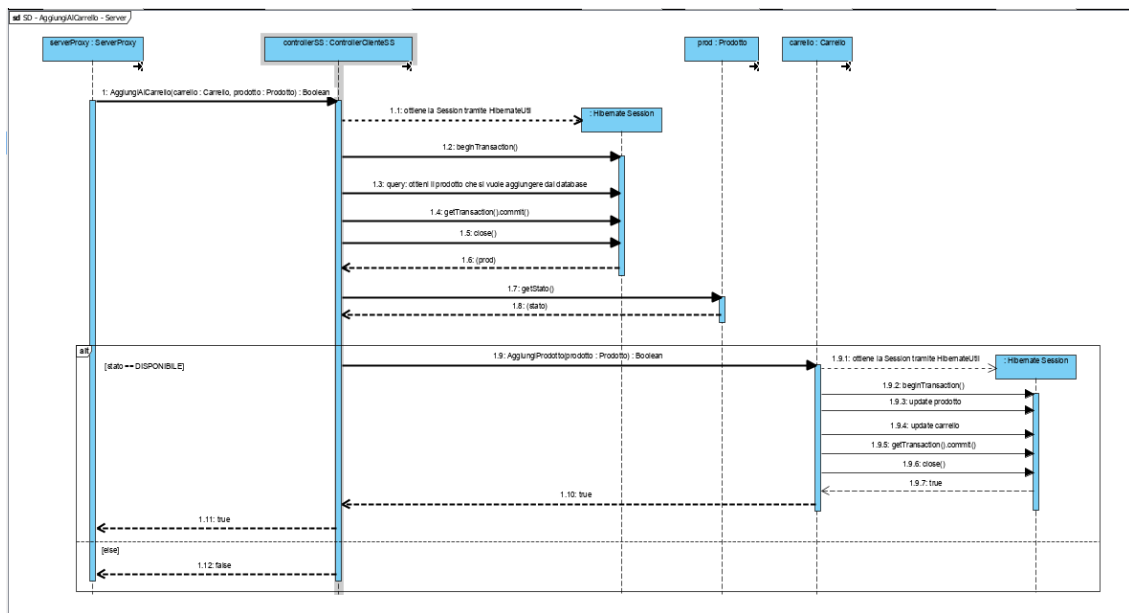 sd SD - AggiungiAlCarrello - Server
serverProxy : ServerProxy
controllerSS : ControllerClienteSS
prod : Prodotto
carrello : Carrello
1: AggiungiAlCarrello(carrello : Carrello, prodotto : Prodotto) : Boolean
1.1: ottiene la Session tramite HibernateUtil
: Hibernate Session
1.2: beginTransaction()
1.3: query: ottieni il prodotto che si vuole aggiungere dal database
1.4: getTransaction().commit()
1.5: close()
1.6: (prod)
1.7: getStato()
1.8: (stato)
alt
[stato == DISPONIBILE]
1.9: AggiungiProdotto(prodotto : Prodotto) : Boolean
1.9.1: ottiene la Session tramite HibernateUtil
: Hibernate Session
1.9.2: beginTransaction()
1.9.3: update prodotto
1.9.4: update carrello
1.9.5: getTransaction().commit()
1.9.6: close()
1.9.7: true
1.10: true
1.11: true
[else]
1.12: false